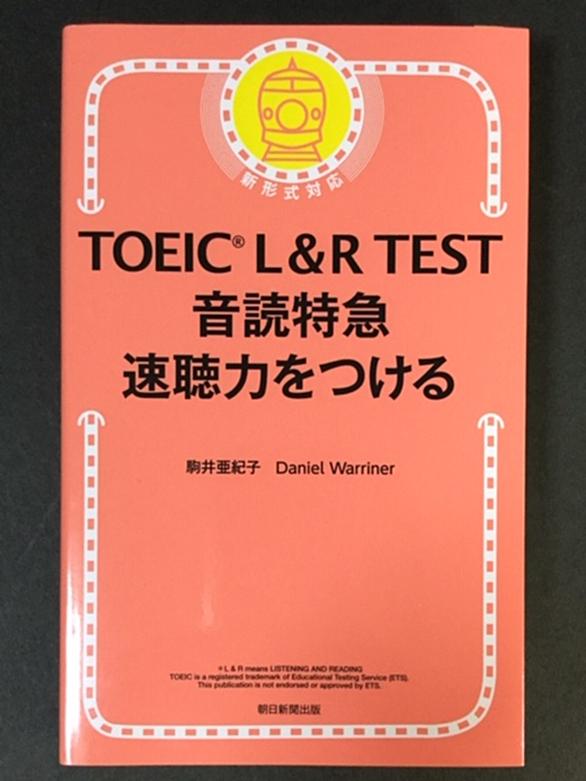 新形式対応
TOEIC® L&R TEST
音読特急
速聴力をつける
駒井亜紀子 Daniel Warriner
*L & R means LISTENING AND READING
TOEIC is a registered trademark of Educational Testing Service (ETS).
This publication is not endorsed or approved by ETS.
朝日新聞出版